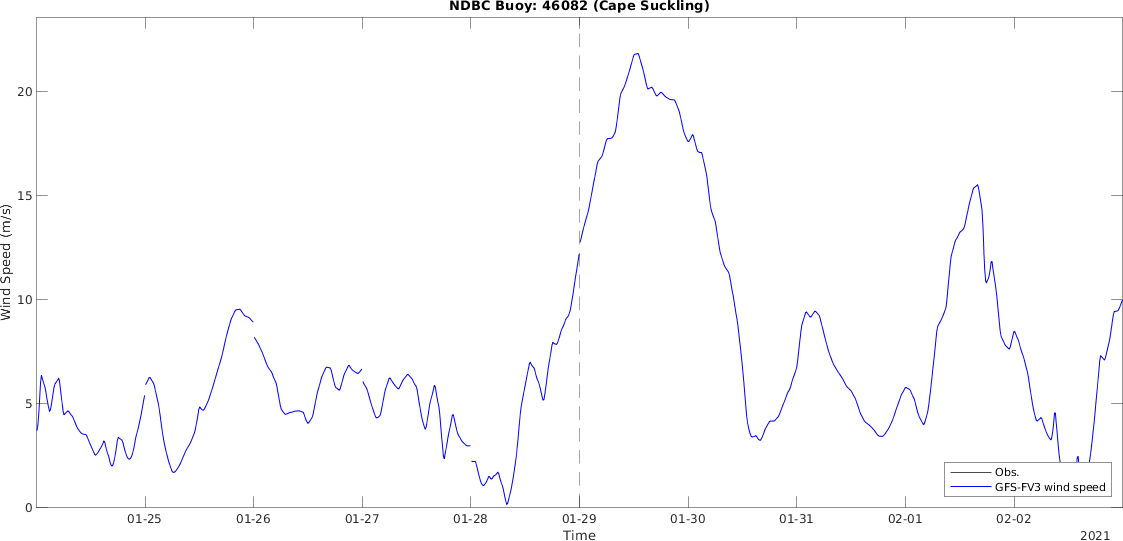 NDBC Buoy: 46082 (Cape Suckling)
Wind Speed (m/s)
20
15
10
5
0
01-25 01-26 01-27 01-28 01-29 01-30 01-31 02-01 02-02
Time
2021
Obs.
GFS-FV3 wind speed